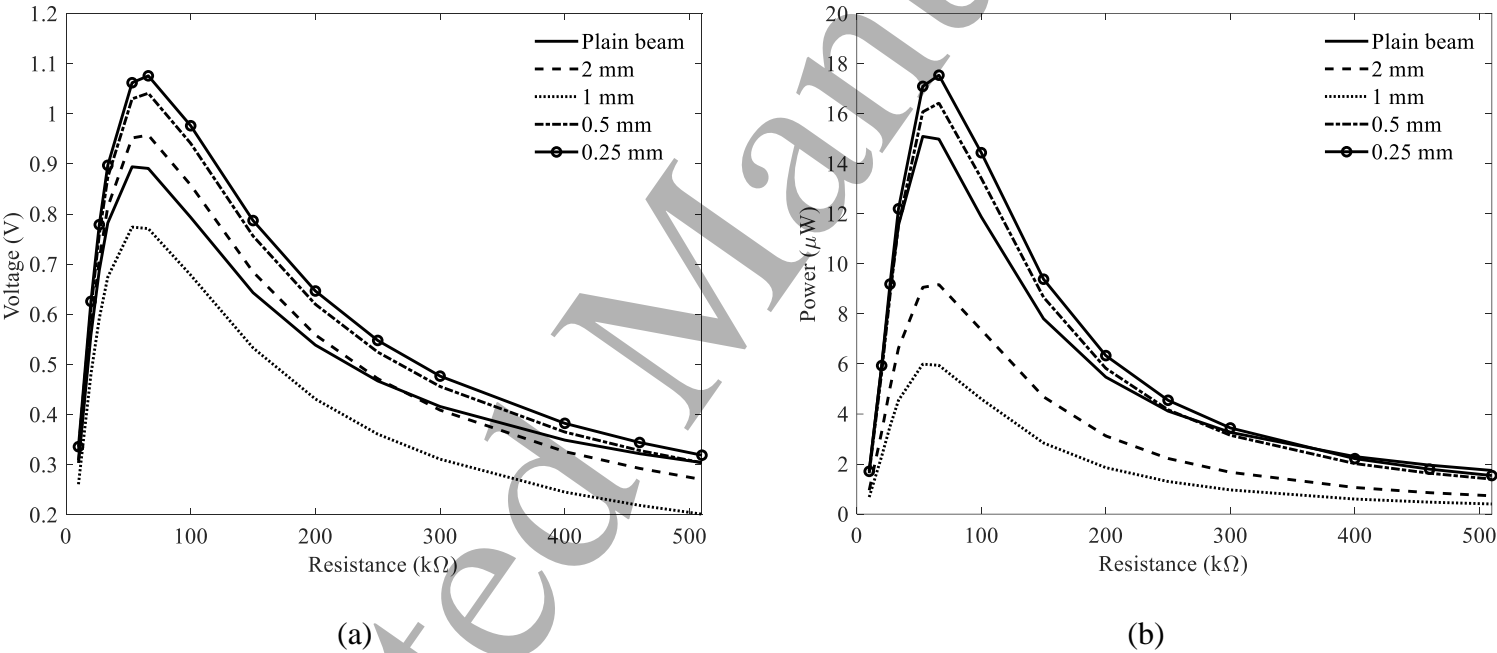 1.2
1.1
1
0.9
0.8
0.7
0.6
0.5
0.4
0.3
0.2
Voltage (V)
0 100 200 300 400 500
Resistance (kΩ)
Plain beam
2 mm
1 mm
0.5 mm
0.25 mm
(a)
20
18
16
14
12
10
8
6
4
2
0
Power (μW)
0 100 200 300 400 500
Resistance (kΩ)
Plain beam
2 mm
1 mm
0.5 mm
0.25 mm
(b)
ted Manu